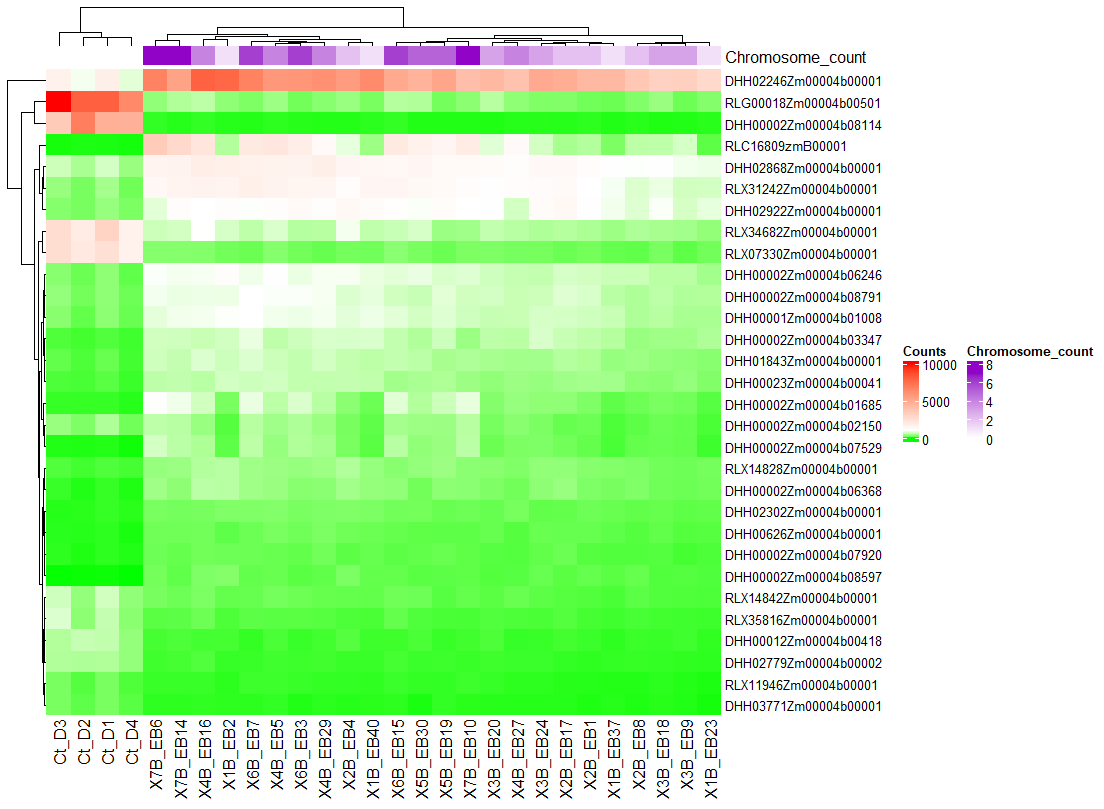 Chromosome_count
DHH02246Zm00004b00001
RLG00018Zm00004b00501
DHH00002Zm00004b08114
RLC16809zmB00001
DHH02868Zm00004b00001
RLX31242Zm00004b00001
DHH02922Zm00004b00001
RLX34682Zm00004b00001
RLX07330Zm00004b00001
DHH00002Zm00004b06246
DHH00002Zm00004b08791
DHH00001Zm00004b01008
DHH00002Zm00004b03347
DHH01843Zm00004b00001
DHH00023Zm00004b00041
DHH00002Zm00004b01685
DHH00002Zm00004b02150
DHH00002Zm00004b07529
RLX14828Zm00004b00001
DHH00002Zm00004b06368
DHH02302Zm00004b00001
DHH00626Zm00004b00001
DHH00002Zm00004b07920
DHH00002Zm00004b08597
RLX14842Zm00004b00001
RLX35816Zm00004b00001
DHH00012Zm00004b00418
DHH02779Zm00004b00002
RLX11946Zm00004b00001
DHH03771Zm00004b00001
Ct_D3
Ct_D2
Ct_D1
Ct_D4
X7B_EB6
X7B_EB14
X4B_EB16
X1B_EB2
X6B_EB7
X4B_EB5
X6B_EB3
X4B_EB29
X2B_EB4
X1B_EB40
X6B_EB15
X5B_EB30
X5B_EB19
X7B_EB10
X3B_EB20
X4B_EB27
X3B_EB24
X2B_EB17
X2B_EB1
X1B_EB37
X2B_EB8
X3B_EB18
X3B_EB9
X1B_EB23
Counts
10000
5000
0
Chromosome_count
8
6
4
2
0